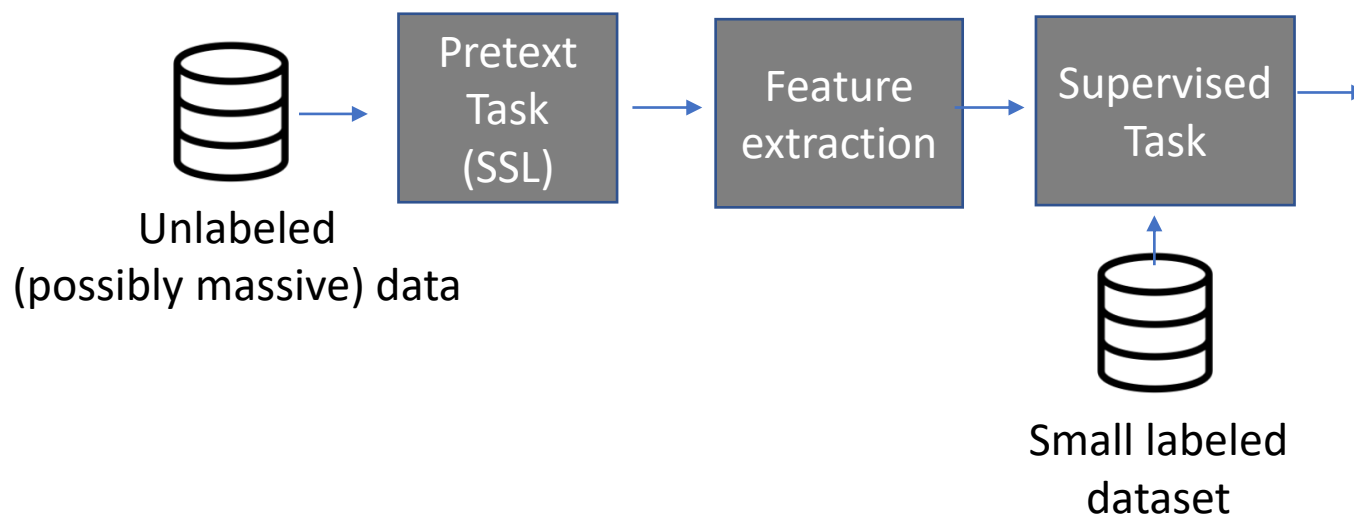 Pretext
Task
(SSL)
Feature
extraction
Supervised
Task
Unlabeled
(possibly massive) data
Small labeled
dataset